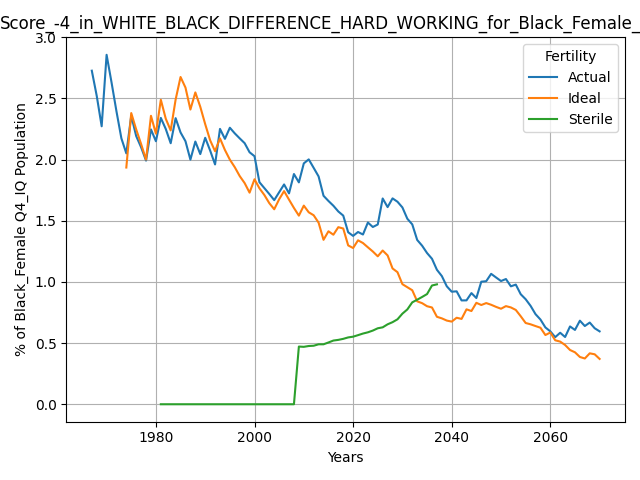 Score_-4_in_WHITE_BLACK_DIFFERENCE_HARD_WORKING_for_Black_Female_
Fertility
Actual
Ideal
Sterile
% of Black_Female Q4_IQ Population
3.0
2.5
2.0
1.5
1.0
0.5
0.0
1980
2000
2020
2040
2060
Years